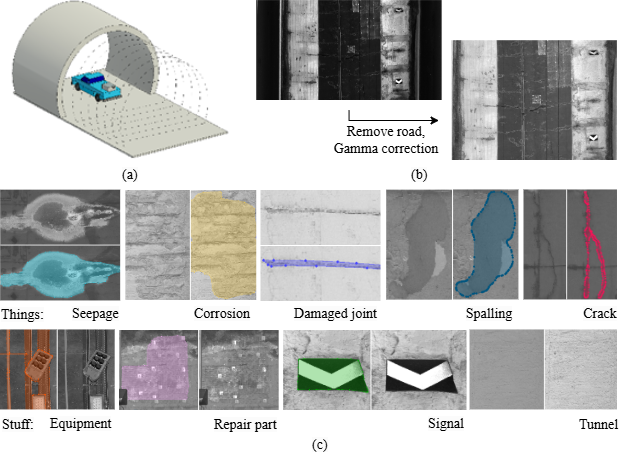 (a)
Remove road,
Gamma correction
(b)
Things: Seepage Corrosion Damaged joint Spalling Crack
Stuff: Equipment Repair part Signal Tunnel
(c)